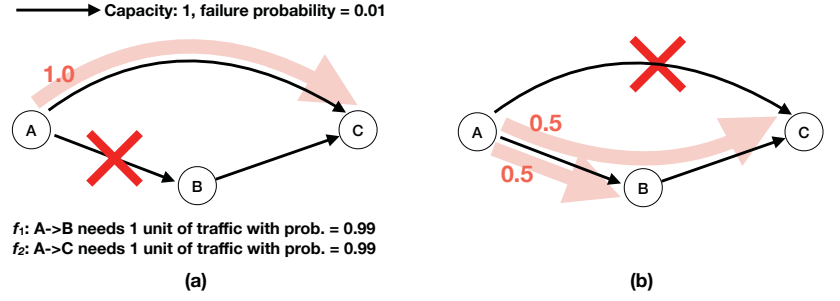 Capacity: 1, failure probability = 0.01
1.0
A
C
B
f1: A->B needs 1 unit of traffic with prob. = 0.99
f2: A->C needs 1 unit of traffic with prob. = 0.99
(a)
A
0.5
C
0.5
B
(b)